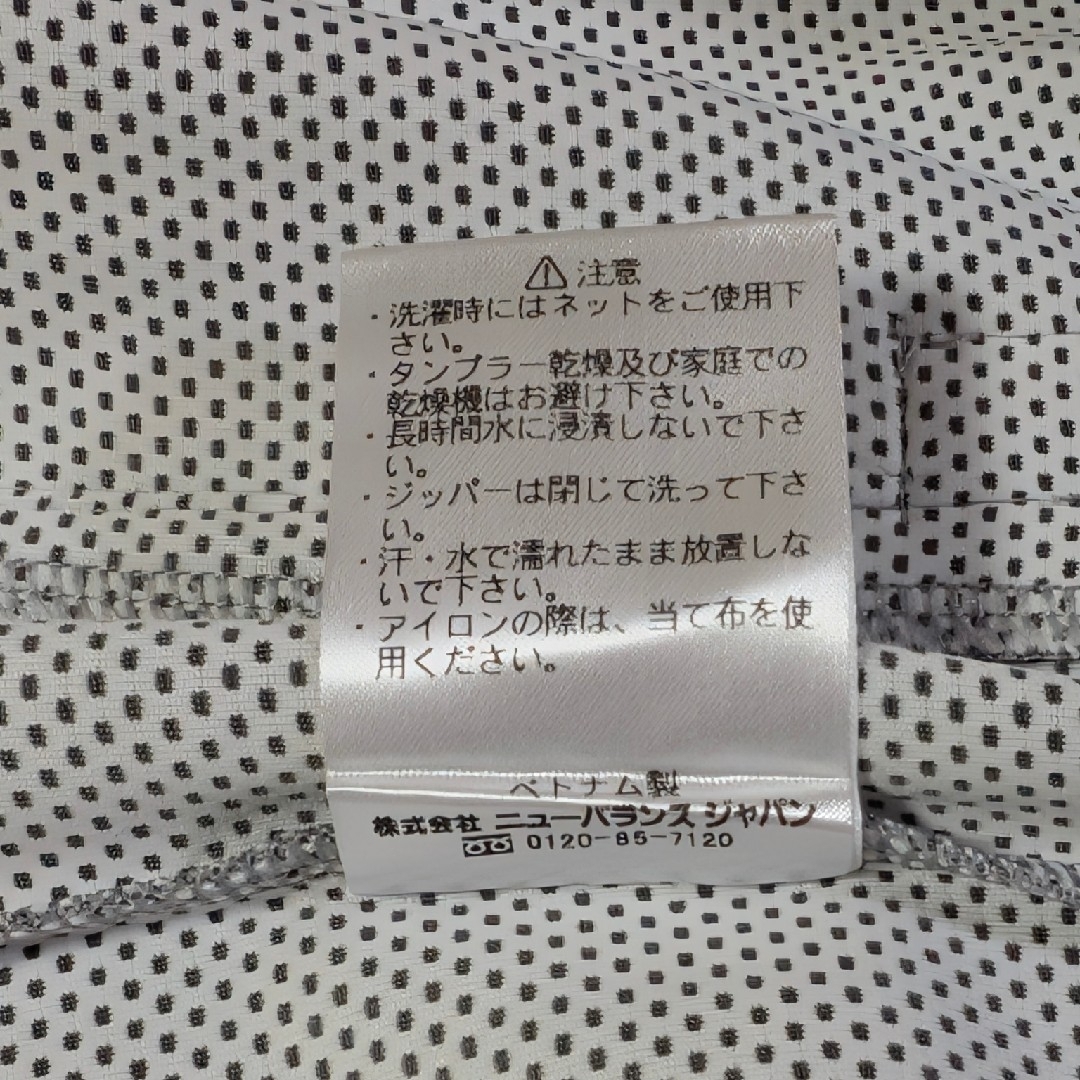 ⚠ 注意
・洗濯時にはネットをご使用下
さい。
・タンブラー乾燥及び家庭での
乾燥機はお避け下さい。
・長時間水に浸漬しないで下さ
い。
・ジッパーは閉じて洗って下さ
い。
・汗・水で濡れたまま放置しな
いで下さい。
・アイロンの際は、当て布を使
用ください。
ベトナム製
株式会社 ニューバランス ジャパン
0120-85-7120